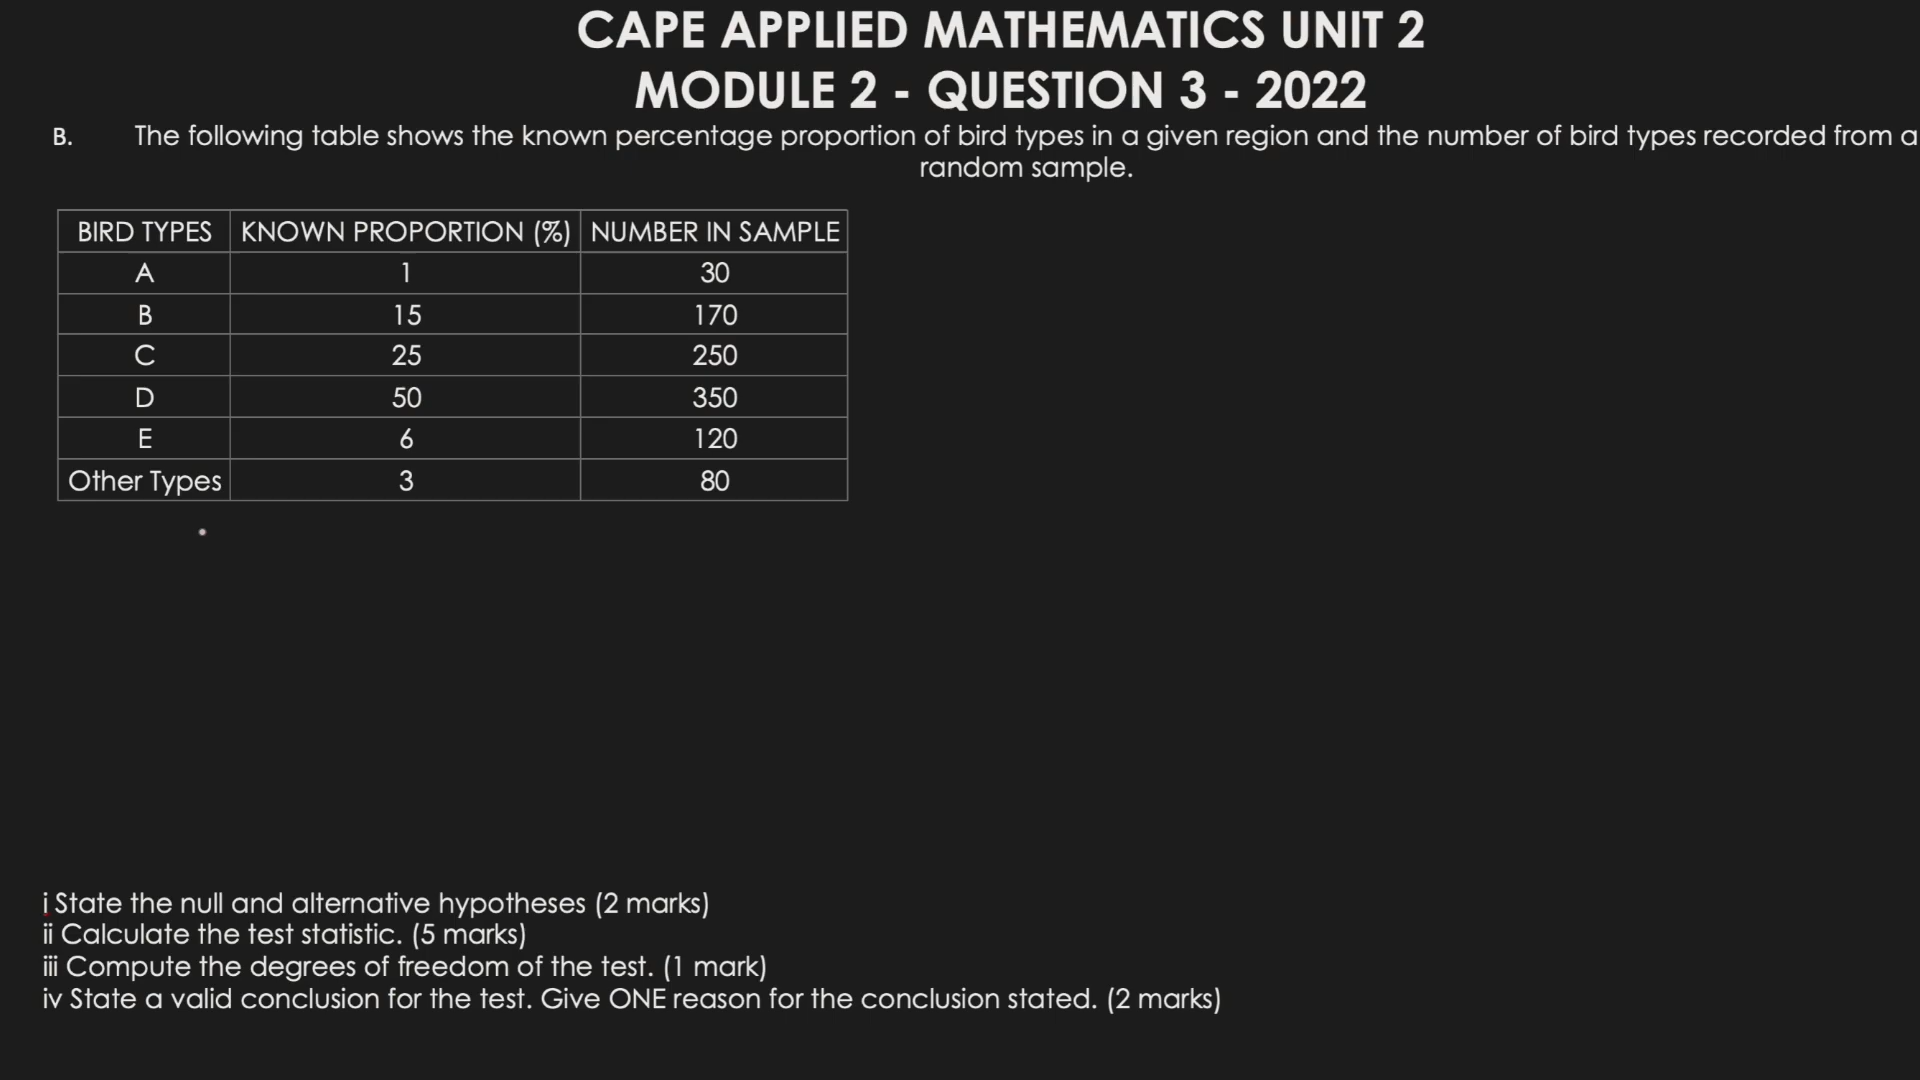 CAPE APPLIED MATHEMATICS UNIT 2
MODULE 2 - QUESTION 3 - 2022
B. The following table shows the known percentage proportion of bird types in a given region and the number of bird types recorded from a
random sample.
BIRD TYPES KNOWN PROPORTION (%) NUMBER IN SAMPLE
A 1 30
B 15 170
C 25 250
D 50 350
E 6 120
Other Types 3 80
i State the null and alternative hypotheses (2 marks)
ii Calculate the test statistic. (5 marks)
iii Compute the degrees of freedom of the test. (1 mark)
iv State a valid conclusion for the test. Give ONE reason for the conclusion stated. (2 marks)